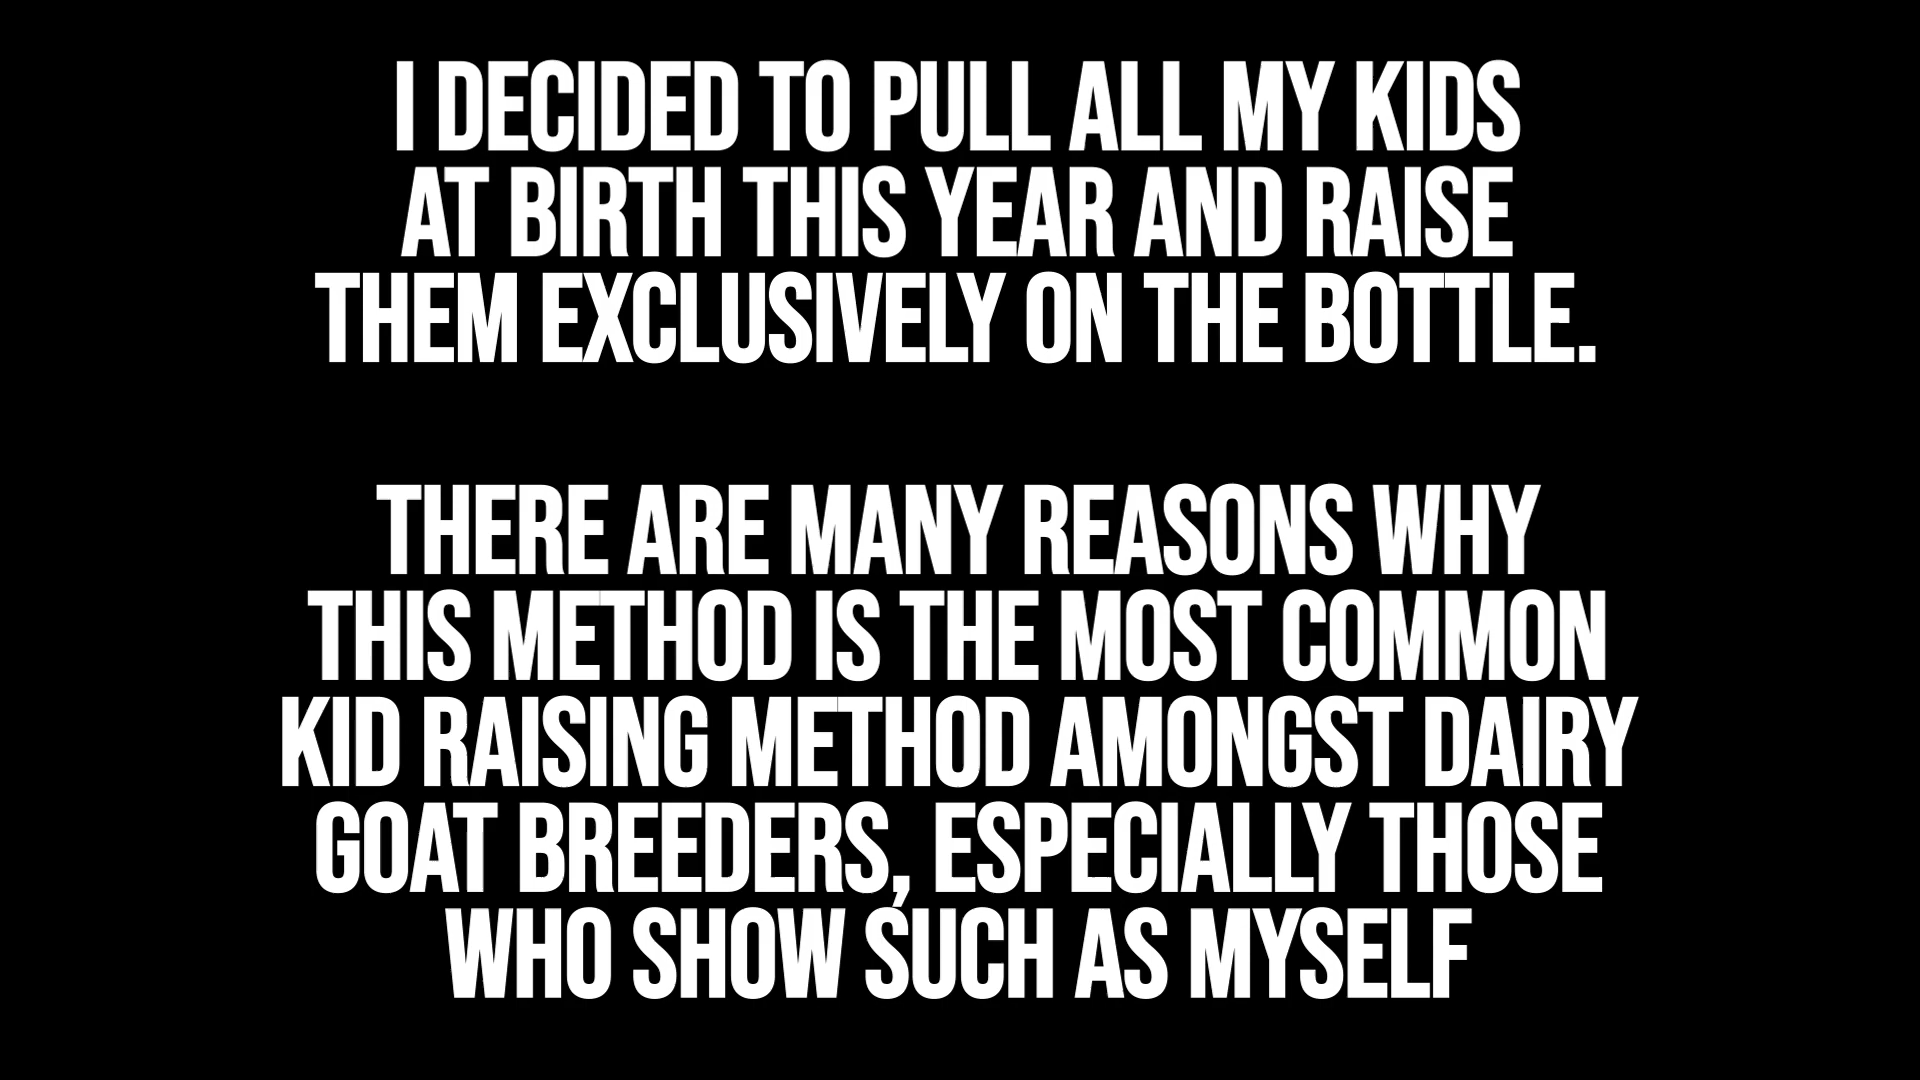 I DECIDED TO PULL ALL MY KIDS
AT BIRTH THIS YEAR AND RAISE
THEM EXCLUSIVELY ON THE BOTTLE.
THERE ARE MANY REASONS WHY
THIS METHOD IS THE MOST COMMON
KID RAISING METHOD AMONGST DAIRY
GOAT BREEDERS, ESPECIALLY THOSE
WHO SHOW SUCH AS MYSELF